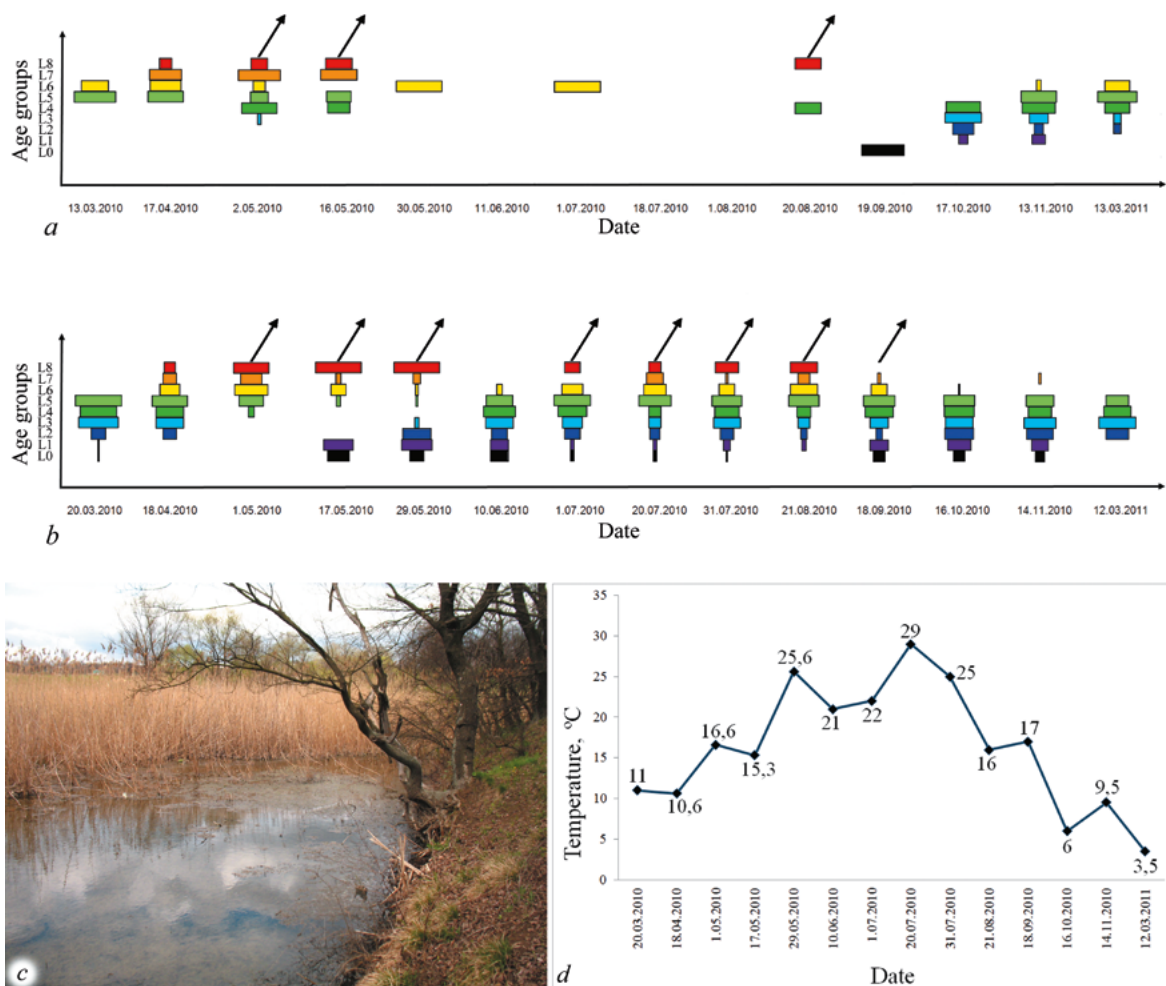 Age groups
L8
L7
L6
L5
L4
L3
L2
L1
L0
13.03.2010 17.04.2010 2.05.2010 16.05.2010 30.05.2010 11.06.2010 1.07.2010 18.07.2010 1.08.2010 20.08.2010 19.09.2010 17.10.2010 13.11.2010 13.03.2011
a
Date
Age groups
L8
L7
L6
L5
L4
L3
L2
L1
L0
20.03.2010 18.04.2010 1.05.2010 17.05.2010 29.05.2010 10.06.2010 1.07.2010 20.07.2010 31.07.2010 21.08.2010 18.09.2010 16.10.2010 14.11.2010 12.03.2011
b
Date
c
Temperature, ºC
35
30
25
20
15
10
5
0
11
10,6
16,6
15,3
25,6
21
22
29
25
16
17
6
9,5
3,5
20.03.2010
18.04.2010
1.05.2010
17.05.2010
29.05.2010
10.06.2010
1.07.2010
20.07.2010
31.07.2010
21.08.2010
18.09.2010
16.10.2010
14.11.2010
12.03.2011
d
Date